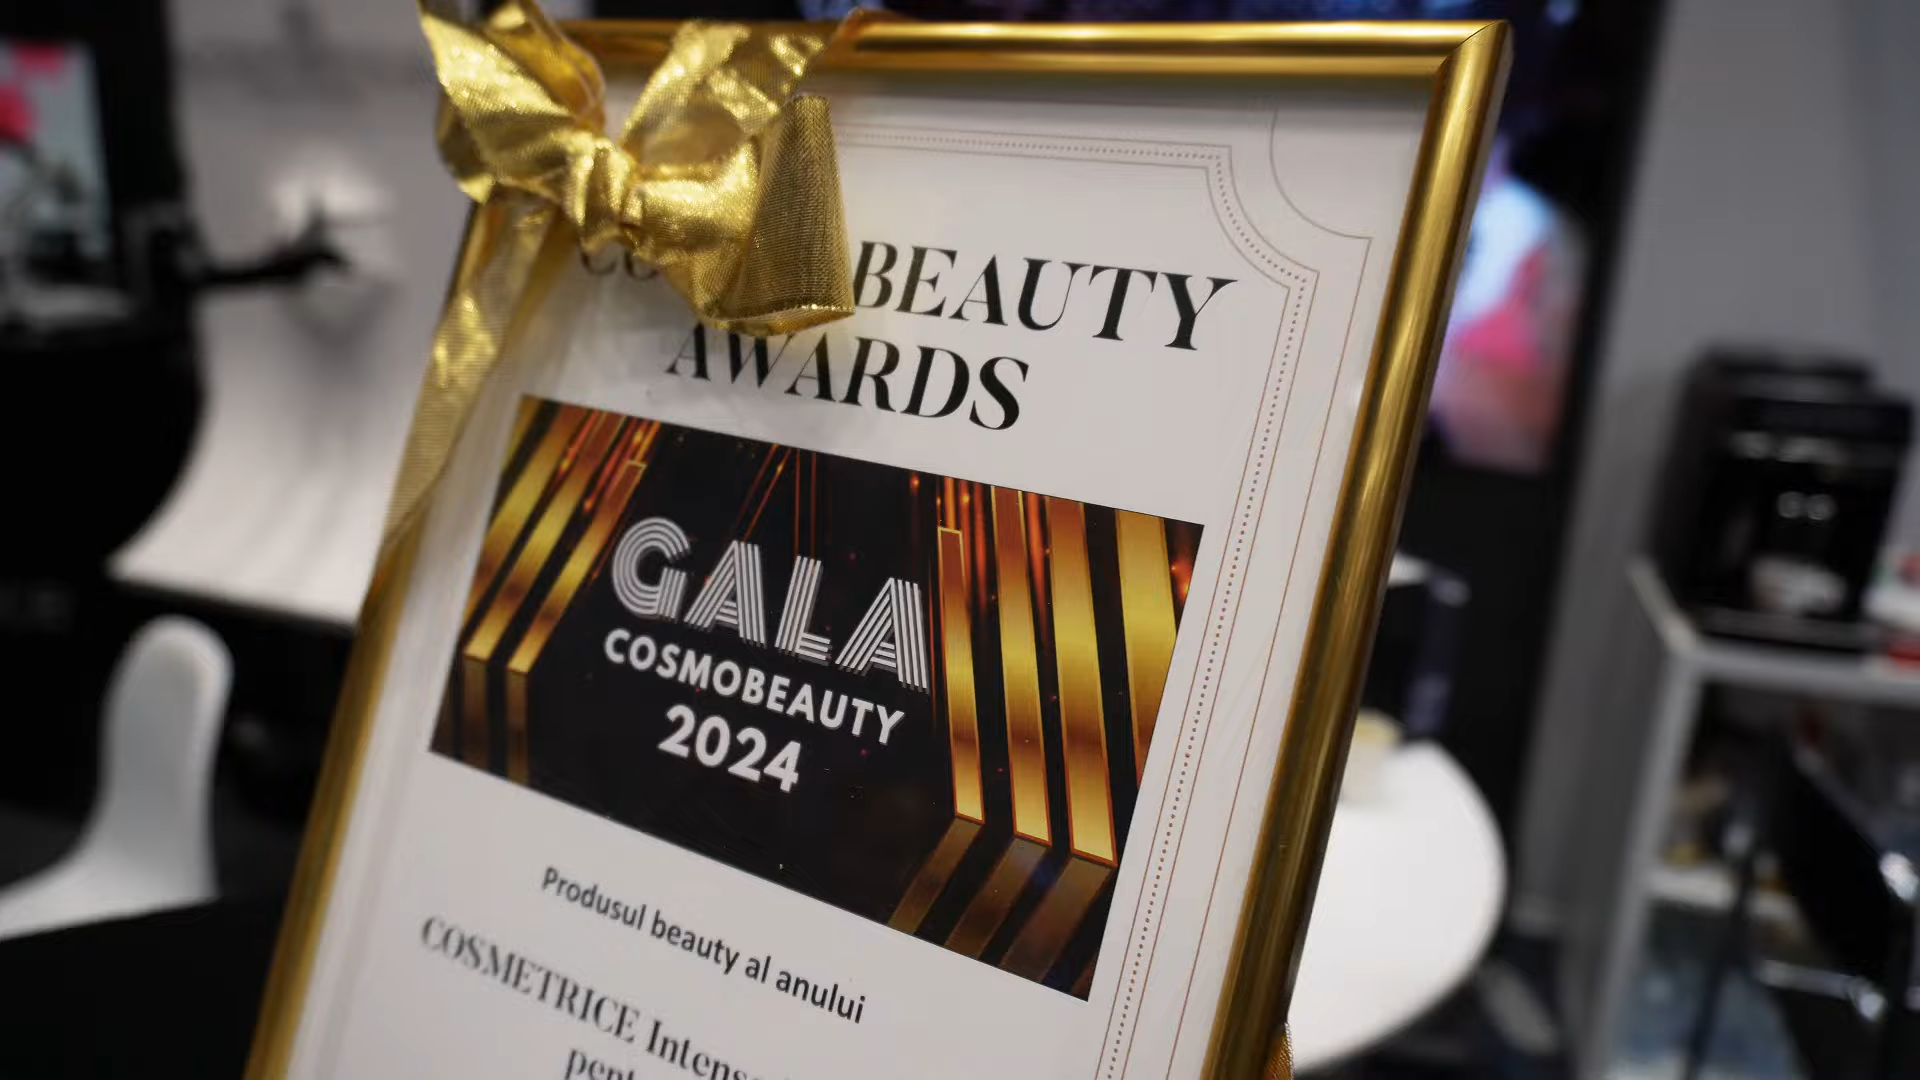 BEAUTY
AWARDS
GALA
COSMOBEAUTY
2024
Produsul beauty al anului
COSMETRICE